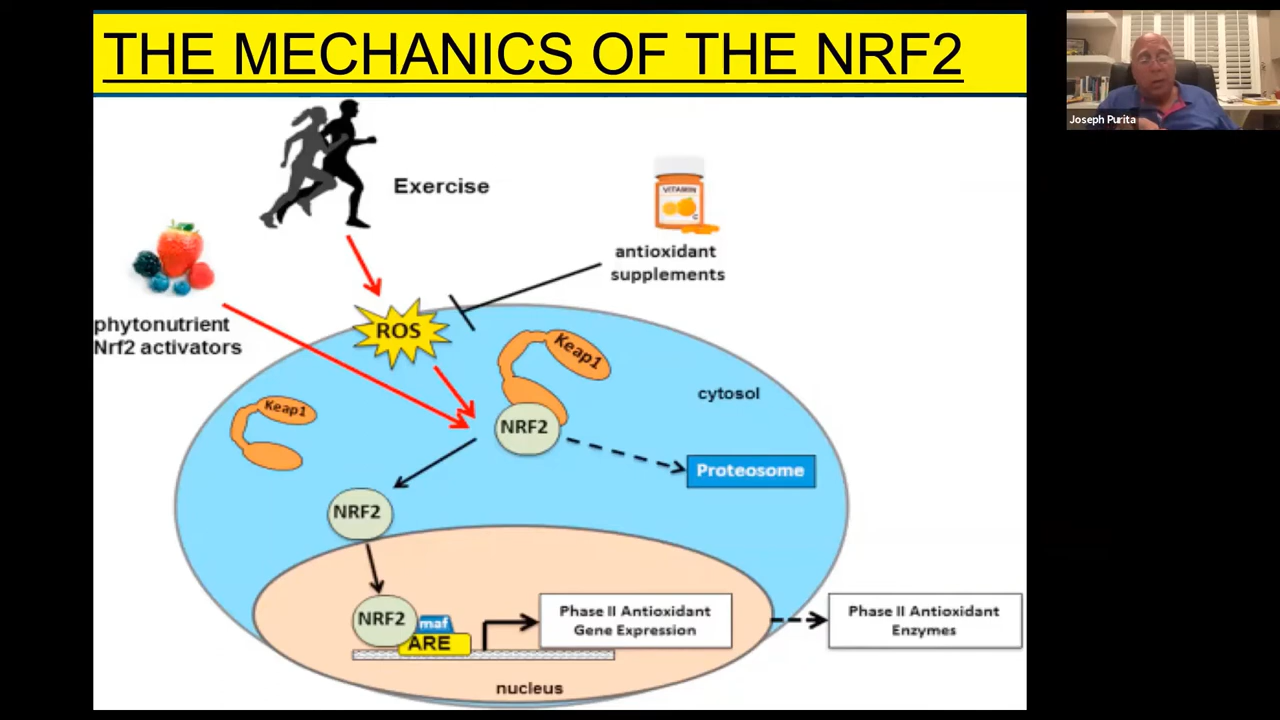 THE MECHANICS OF THE NRF2
Joseph Purita
Exercise
VITAMIN
C
antioxidant
supplements
phytonutrient
Nrf2 activators
ROS
Keap1
cytosol
Keap1
NRF2
Proteosome
NRF2
NRF2
maf
ARE
Phase II Antioxidant
Gene Expression
Phase II Antioxidant
Enzymes
nucleus